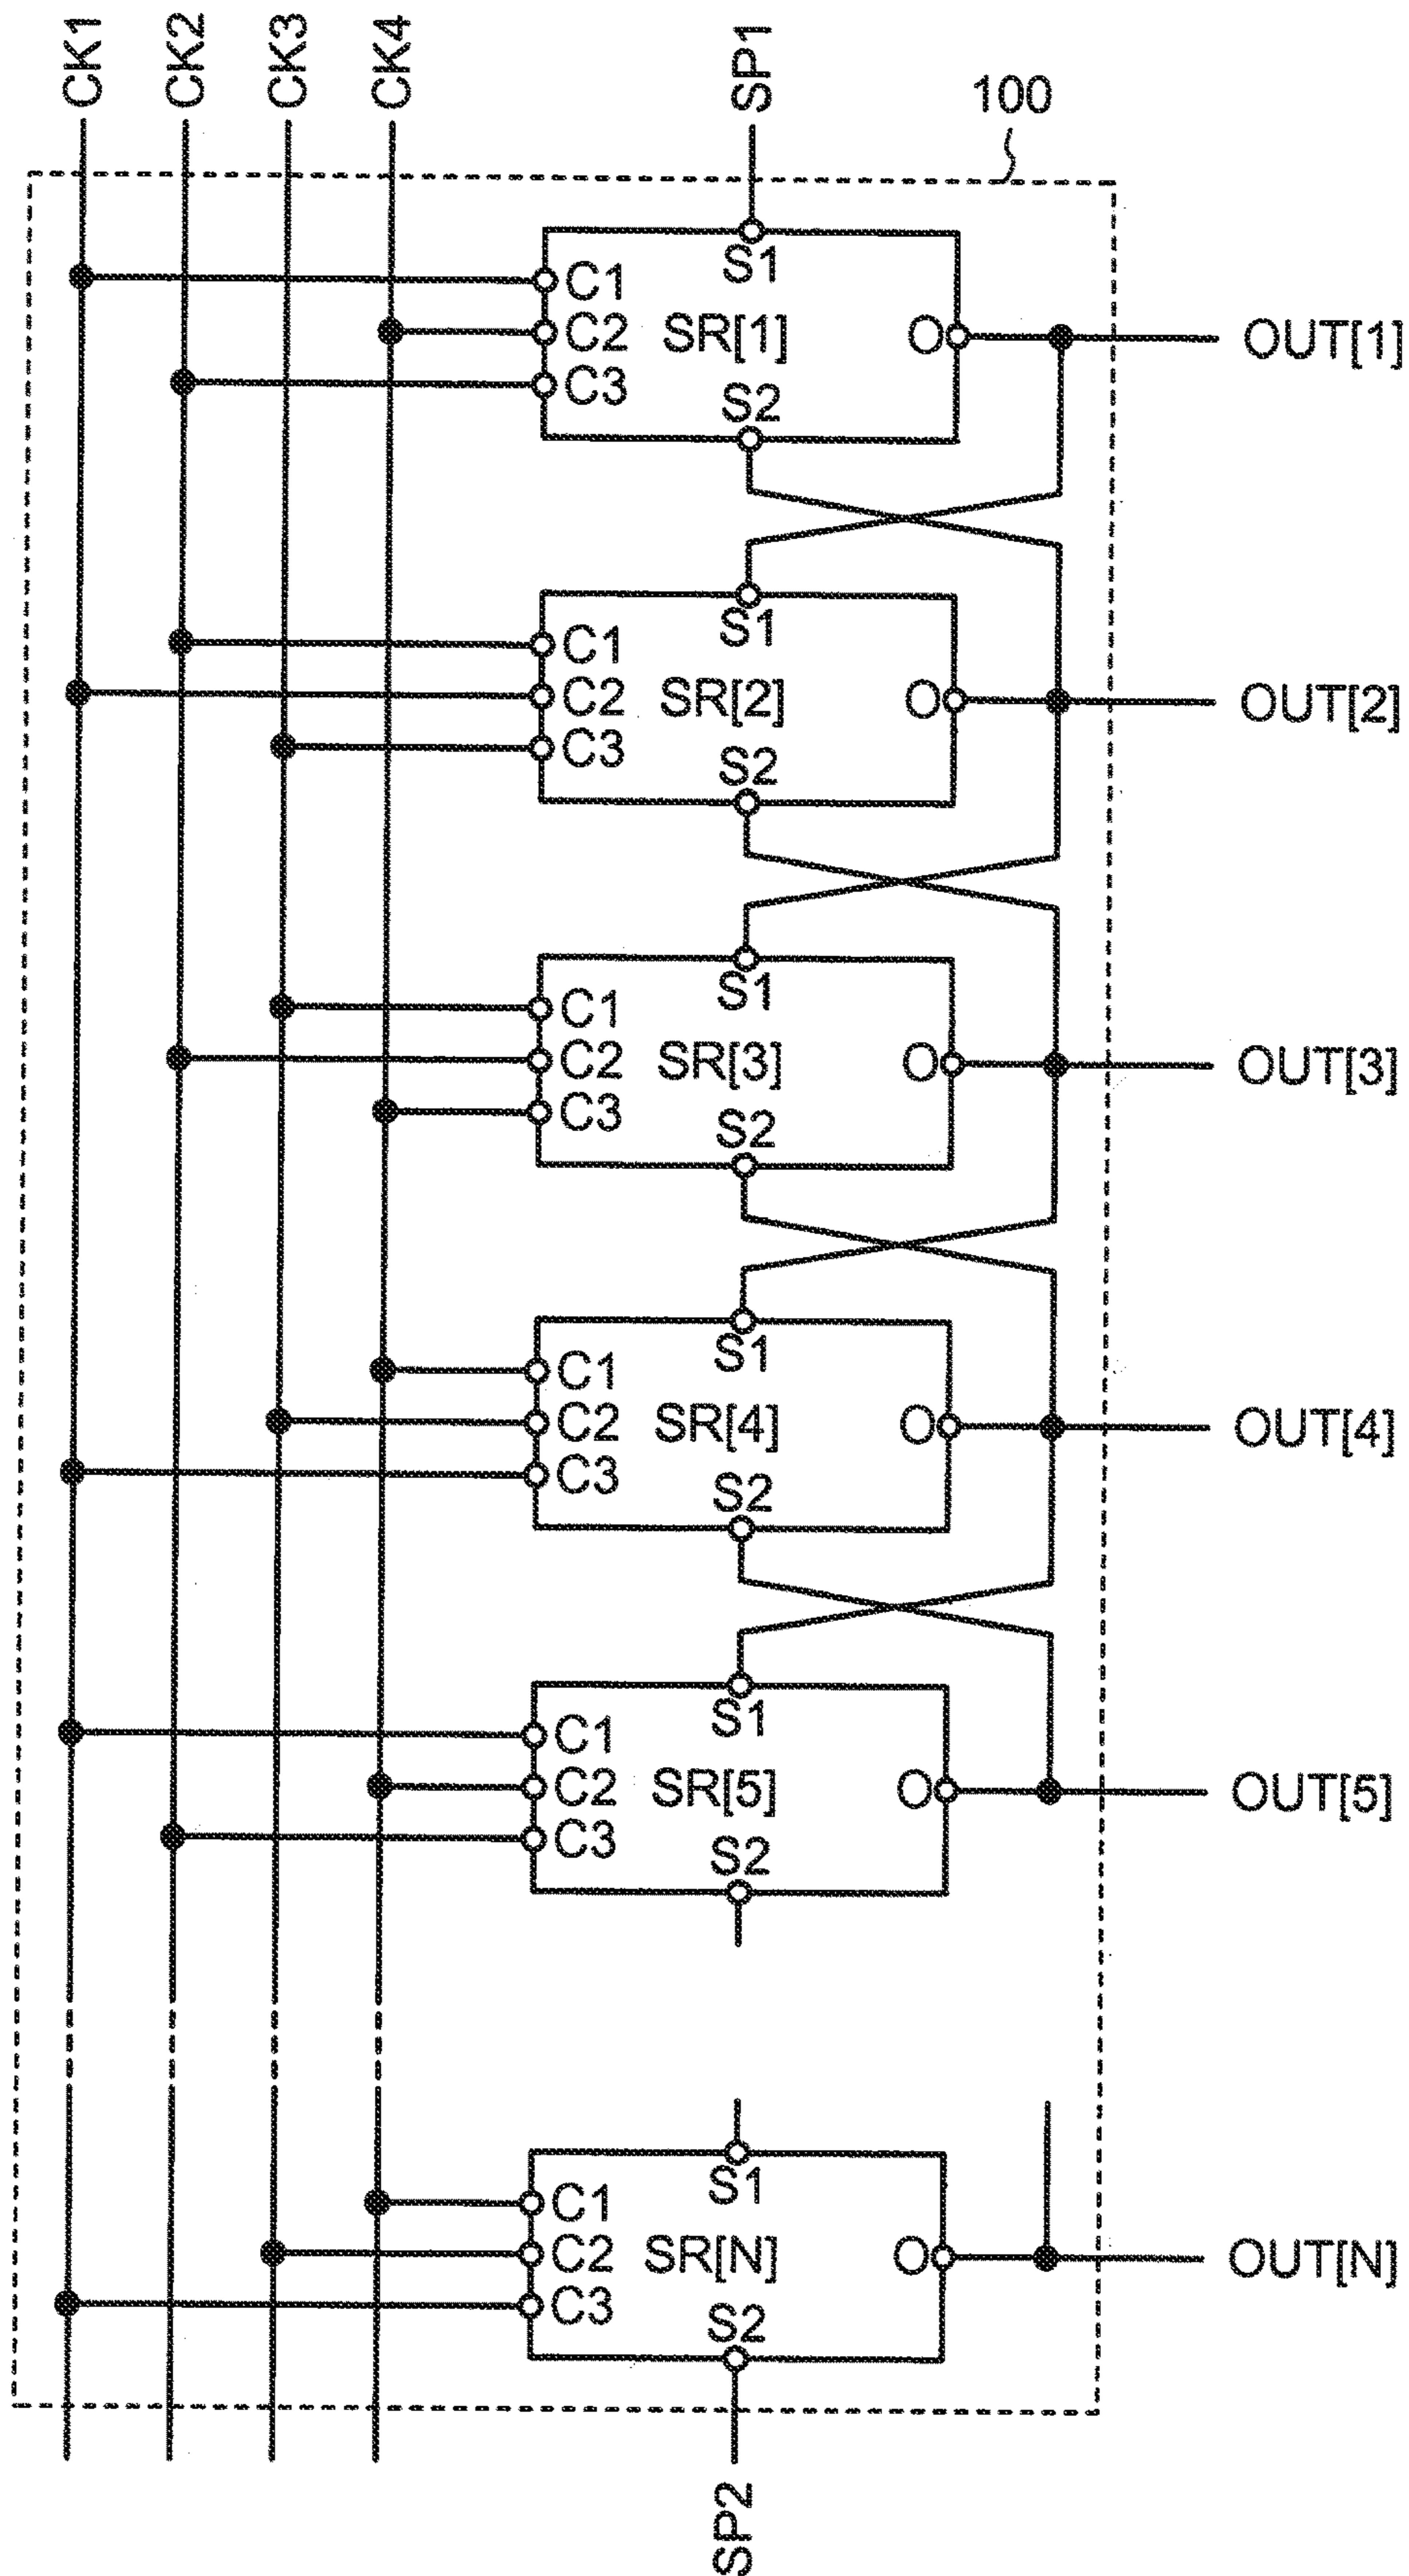 CK1
CK2
CK3
CK4
SP1
100
S1
C1
C2 SR[1] O OUT[1]
C3
S2
S1
C1
C2 SR[2] O OUT[2]
C3
S2
S1
C1
C2 SR[3] O OUT[3]
C3
S2
S1
C1
C2 SR[4] O OUT[4]
C3
S2
S1
C1
C2 SR[5] O OUT[5]
C3
S2
S1
C1
C2 SR[N] O OUT[N]
C3
S2
SP2